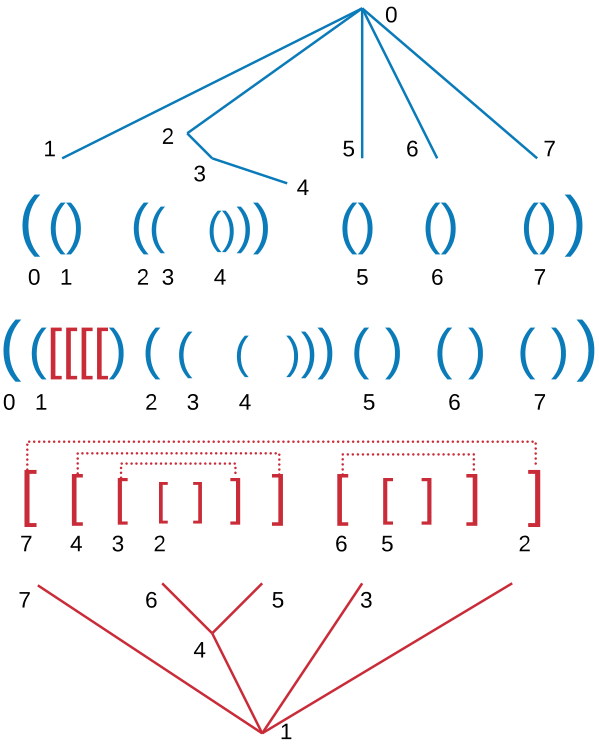 0
1 2 5 6 7
3
4
( ( ) ( ( ( ) ) ) ( ) ( ) ( ) )
0 1 2 3 4 5 6 7
( ( [ [ [ [ ) ( ( ( ) ) ) ( ) ( ) ( ) )
0 1 2 3 4 5 6 7
[ [ [ [ ] ] ] [ [ ] ] ]
7 4 3 2 6 5 2
7 6 5 3
4
1